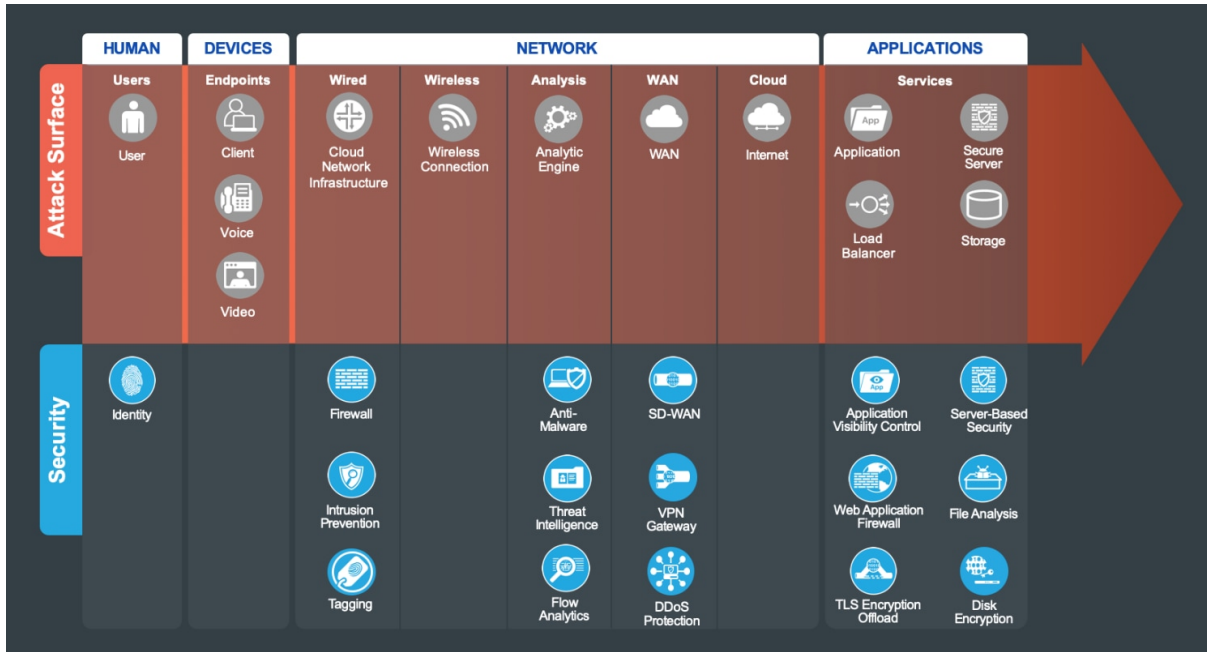 HUMAN
DEVICES
NETWORK
APPLICATIONS
Attack Surface
Users
Endpoints
Wired
Wireless
Analysis
WAN
Cloud
Services
User
Client
Voice
Video
Cloud
Network
Infrastructure
Wireless
Connection
Analytic
Engine
WAN
Internet
App
Application
Secure
Server
Load
Balancer
Storage
Security
Identity
Firewall
Intrusion
Prevention
Tagging
Anti-
Malware
Threat
Intelligence
Flow
Analytics
SD-WAN
VPN
Gateway
DDoS
Protection
App
Application
Visibility Control
Server-Based
Security
Web Application
Firewall
File Analysis
TLS Encryption
Offload
Disk
Encryption